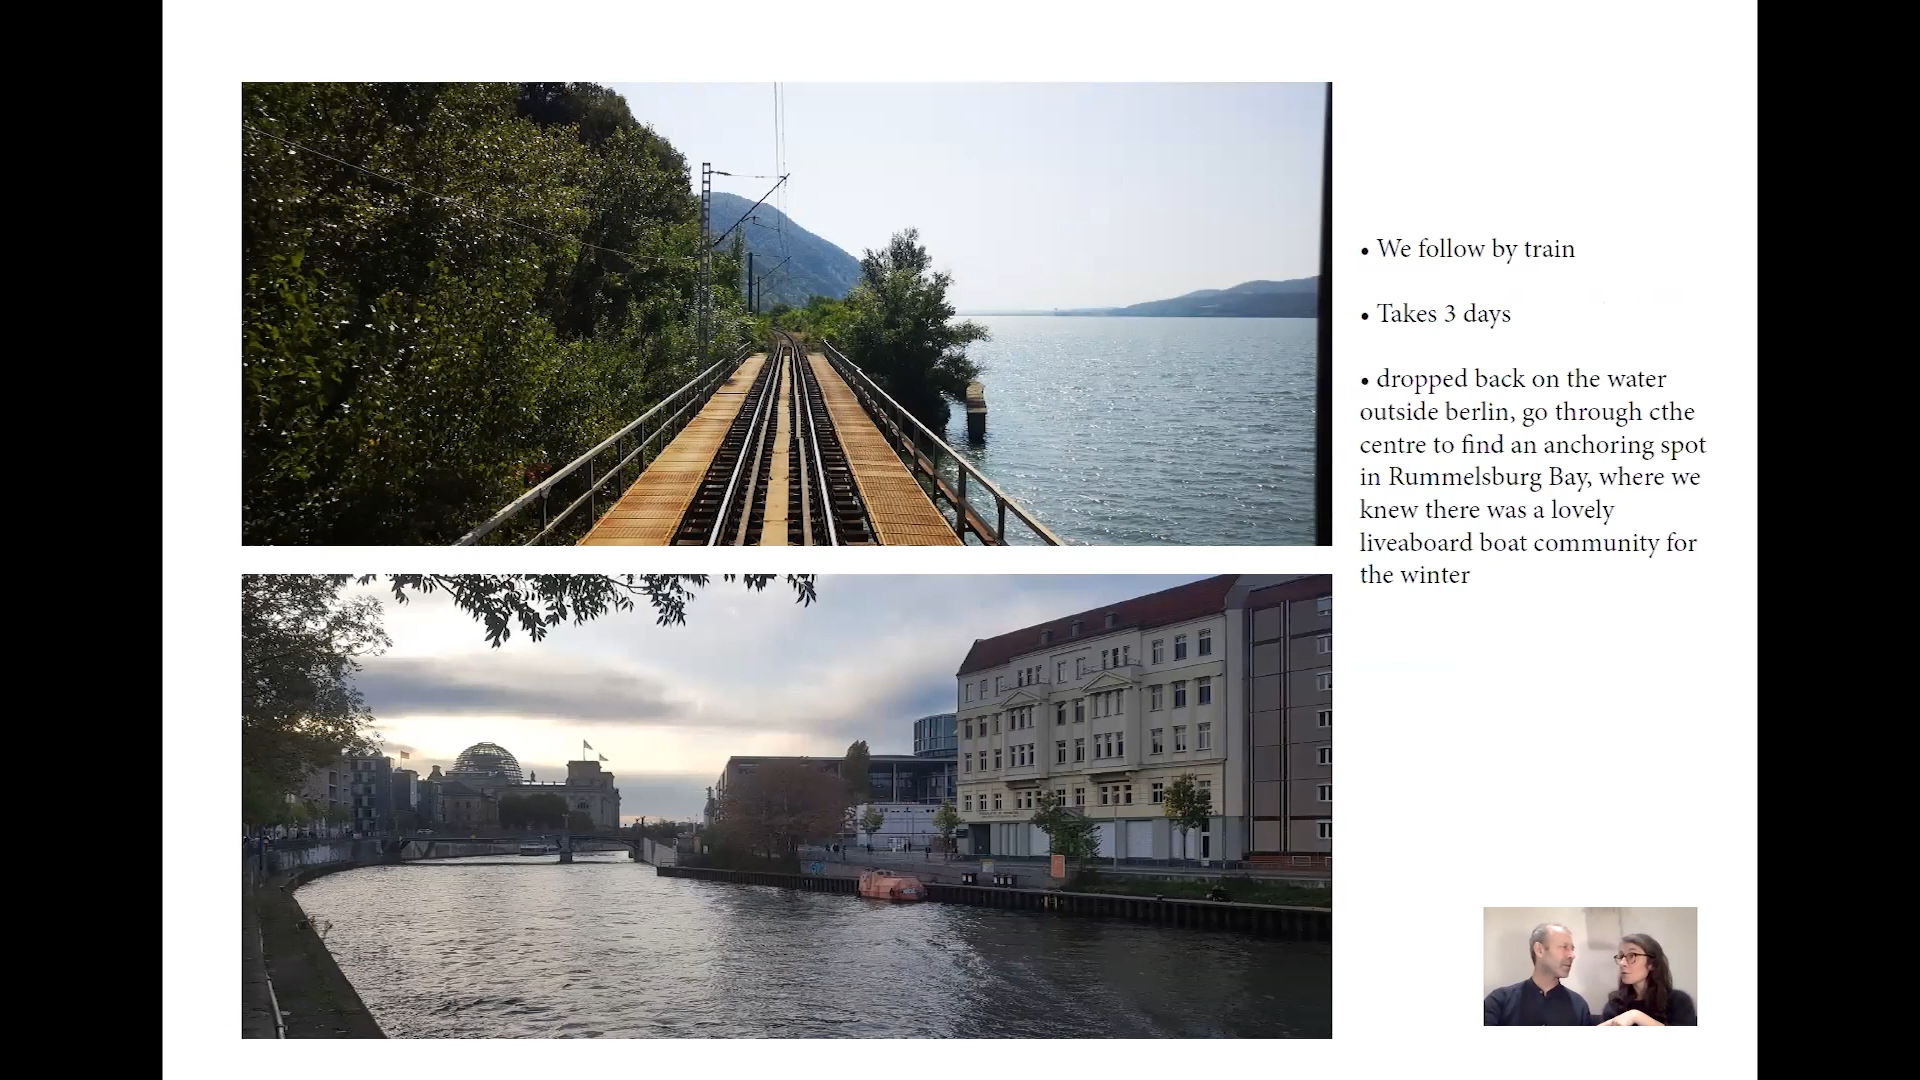 • We follow by train
• Takes 3 days
• dropped back on the water
outside berlin, go through cthe
centre to find an anchoring spot
in Rummelsburg Bay, where we
knew there was a lovely
liveaboard boat community for
the winter